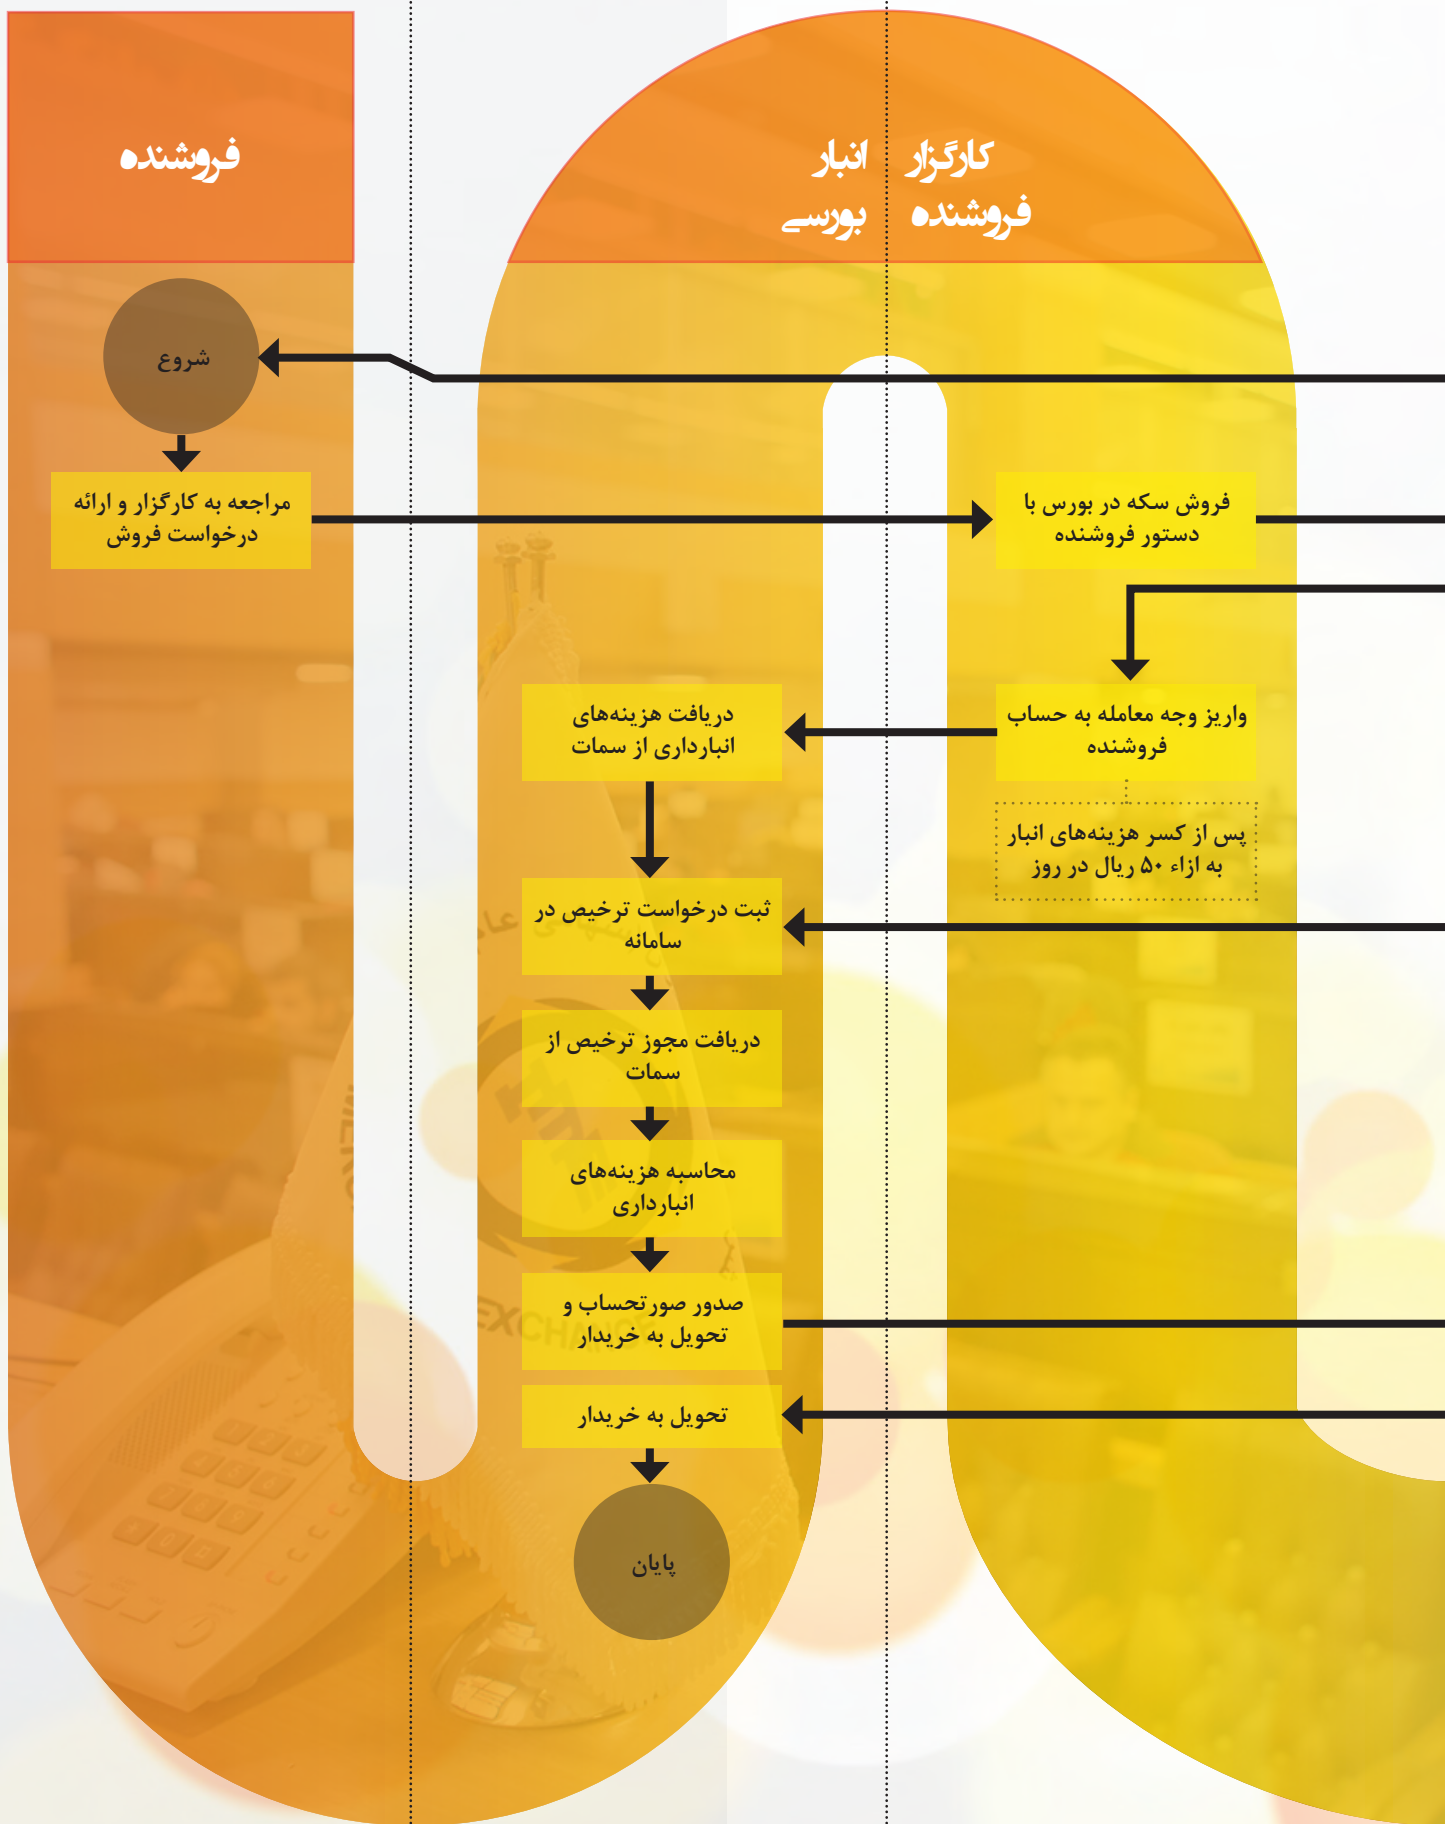 کارگزار
فروشنده
انبار
بورسی
فروشنده
شروع
مراجعه به کارگزار و ارائه
درخواست فروش
فروش سکه در بورس با
دستور فروشنده
واریز وجه معامله به حساب
فروشنده
پس از کسر هزینه‌های انبار
به ازاء ۵۰ ریال در روز
دریافت هزینه‌های
انبارداری از سمات
ثبت درخواست ترخیص در
سامانه
دریافت مجوز ترخیص از
سمات
محاسبه هزینه‌های
انبارداری
صدور صورتحساب و
تحویل به خریدار
تحویل به خریدار
پایان
EXCHANGE